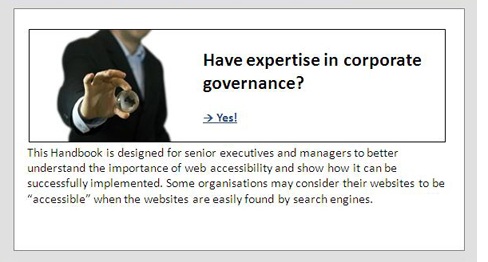 Have expertise in corporate
governance?
→ Yes!
This Handbook is designed for senior executives and managers to better
understand the importance of web accessibility and show how it can be
successfully implemented. Some organisations may consider their websites to be
“accessible” when the websites are easily found by search engines.